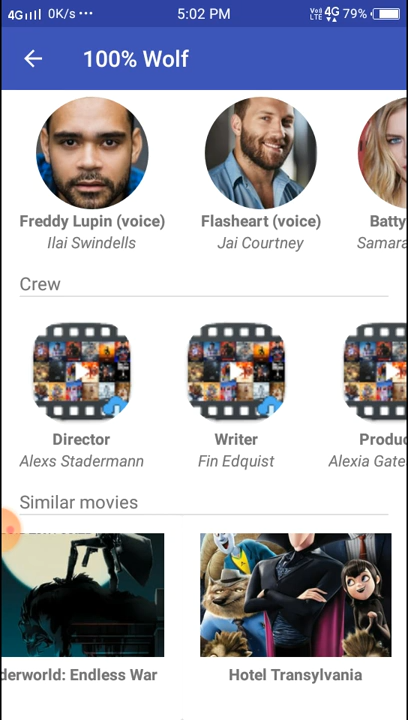 4G 0K/s ••• 5:02 PM VoD LTE 4G 79%
100% Wolf
Freddy Lupin (voice) Flasheart (voice) Batty
Ilai Swindells Jai Courtney Samara
Crew
Director Writer Produc
Alexs Stadermann Fin Edquist Alexia Gate
Similar movies
derworld: Endless War Hotel Transylvania